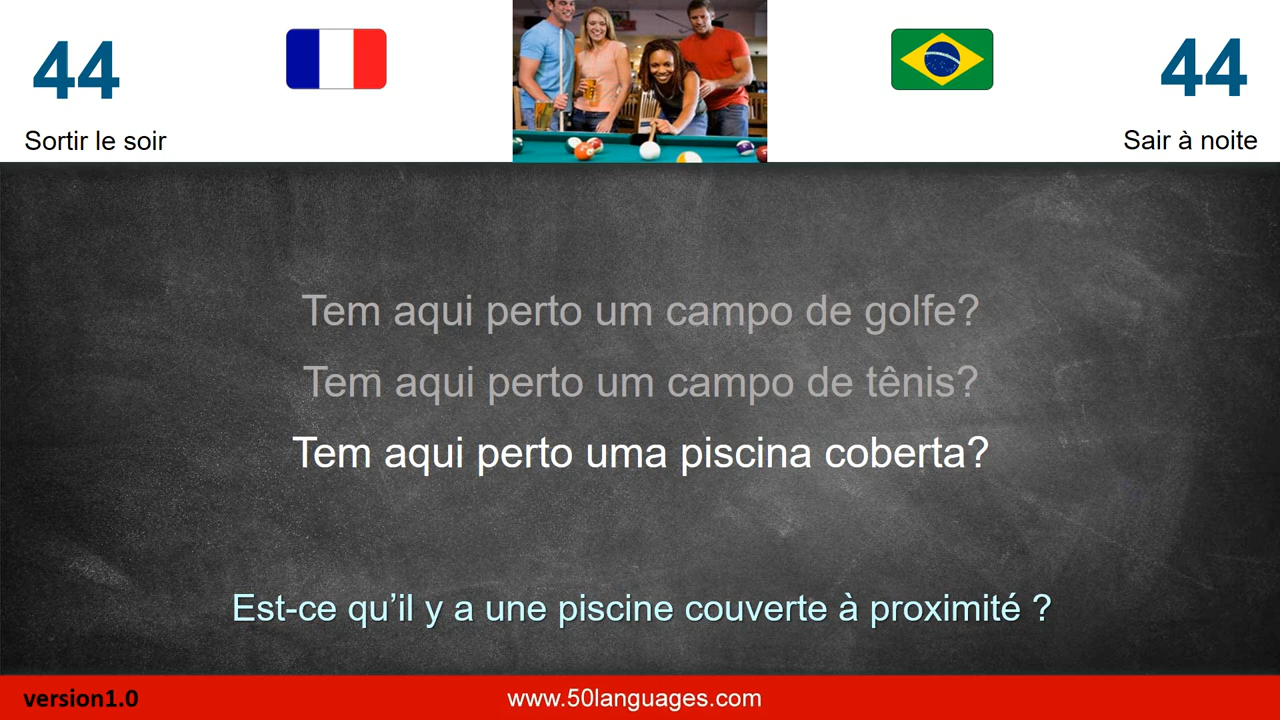 44
44
Sortir le soir
Sair à noite
Tem aqui perto um campo de golfe?
Tem aqui perto um campo de tênis?
Tem aqui perto uma piscina coberta?
Est-ce qu’il y a une piscine couverte à proximité ?
version1.0
www.50languages.com